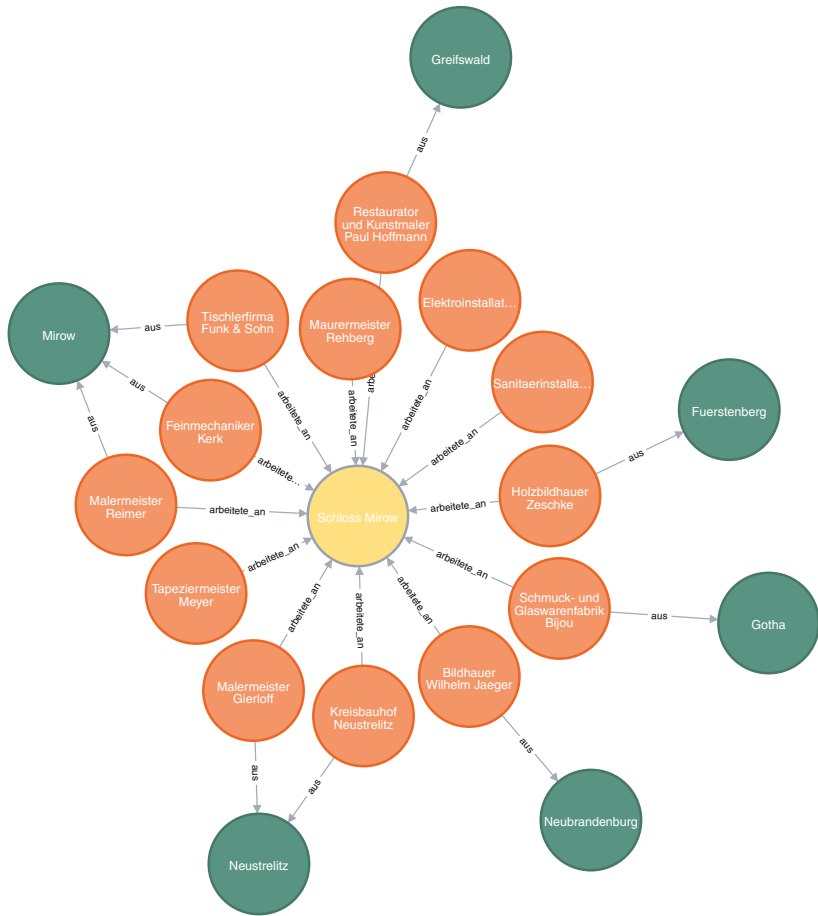 Greifswald
aus
Restaurator
und Kunstmaler
Paul Hoffmann
Elektroinstallat…
Tischlerfirma
Funk & Sohn
Maurermeister
Rehberg
Mirow
aus
arbe
arbeitete_an
Sanitaerinstalla…
aus
arbeitete_an
arbeitete_an
Fuerstenberg
aus
Feinmechaniker
Kerk
arbeitete_an
aus
arbeitete…
Holzbildhauer
Zeschke
Malermeister
Reimer
arbeitete_an
Schloss Mirow
arbeitete_an
arbeitete_an
arbeitete_an
Tapeziermeister
Meyer
arbeitete_an
arbeitete_an
arbeitete_an
Schmuck- und
Glaswarenfabrik
Bijou
aus
Gotha
Malermeister
Gierloff
Kreisbauhof
Neustrelitz
Bildhauer
Wilhelm Jaeger
aus
aus
aus
Neubrandenburg
Neustrelitz